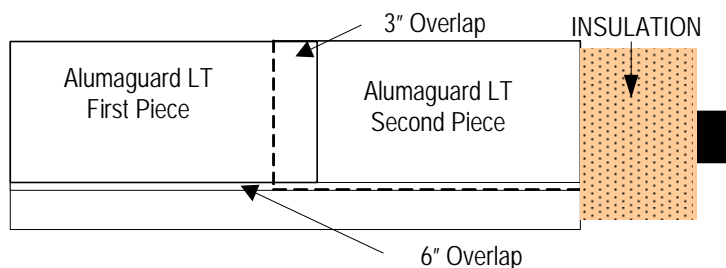 3" Overlap
INSULATION
Alumaguard LT
First Piece
Alumaguard LT
Second Piece
6" Overlap